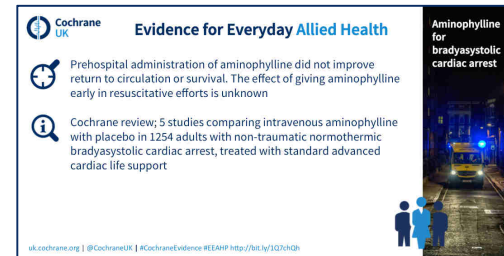 Cochrane
UK
Evidence for Everyday Allied Health
Prehospital administration of aminophylline did not improve
return to circulation or survival. The effect of giving aminophylline
early in resuscitative efforts is unknown
Cochrane review; 5 studies comparing intravenous aminophylline
with placebo in 1254 adults with non-traumatic normothermic
bradyasystolic cardiac arrest, treated with standard advanced
cardiac life support
uk.cochrane.org | @CochraneUK | #CochraneEvidence #EEAHP http://bit.ly/1Q7chQh
Aminophylline
for
bradyasystolic
cardiac arrest